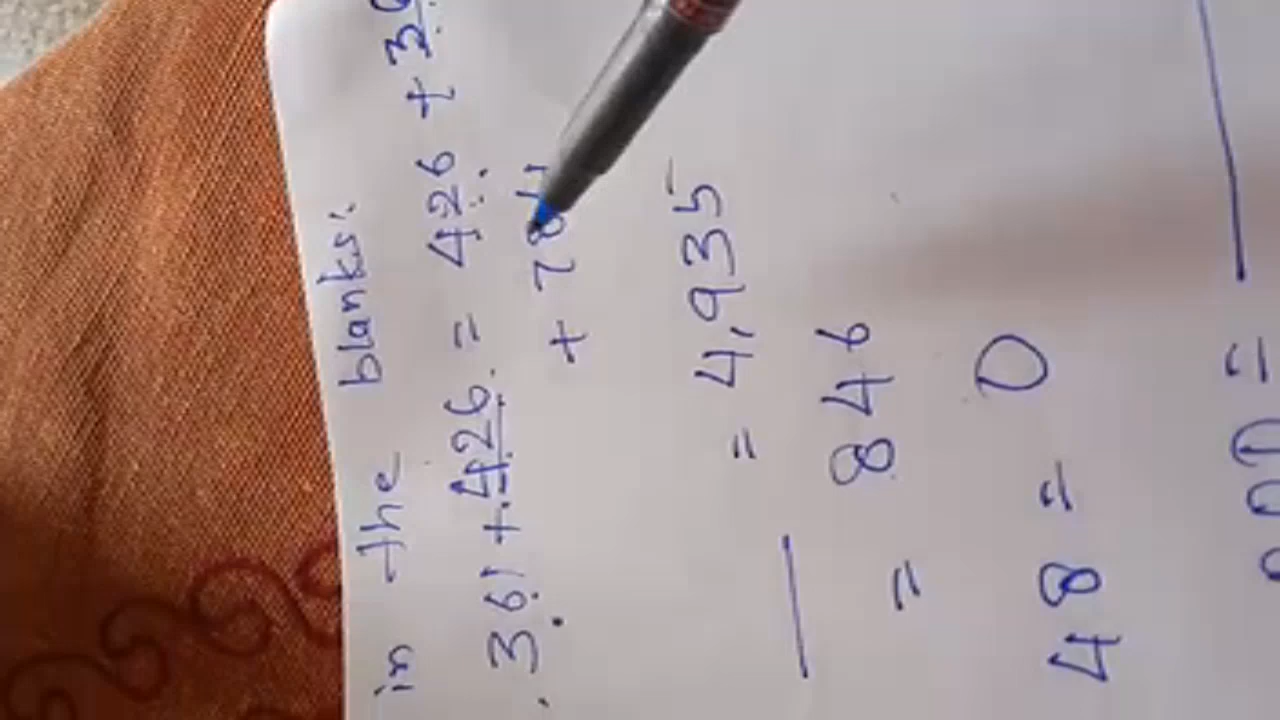 in the blanks:
361 + 426 = 426 + 36
+ 78
= 4,935
= 846
48 = 0
=